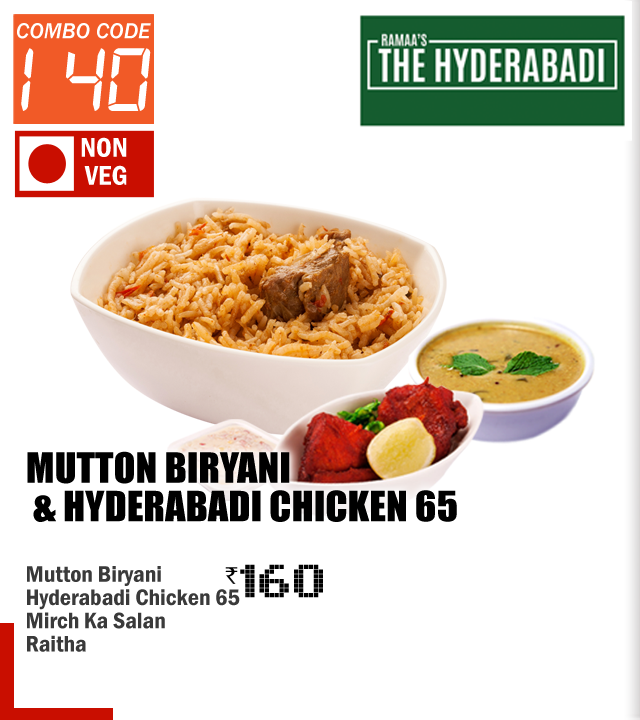 COMBO CODE
140
NON
VEG
RAMAA'S
THE HYDERABADI
MUTTON BIRYANI
& HYDERABADI CHICKEN 65
Mutton Biryani
₹160
Hyderabadi Chicken 65
Mirch Ka Salan
Raitha